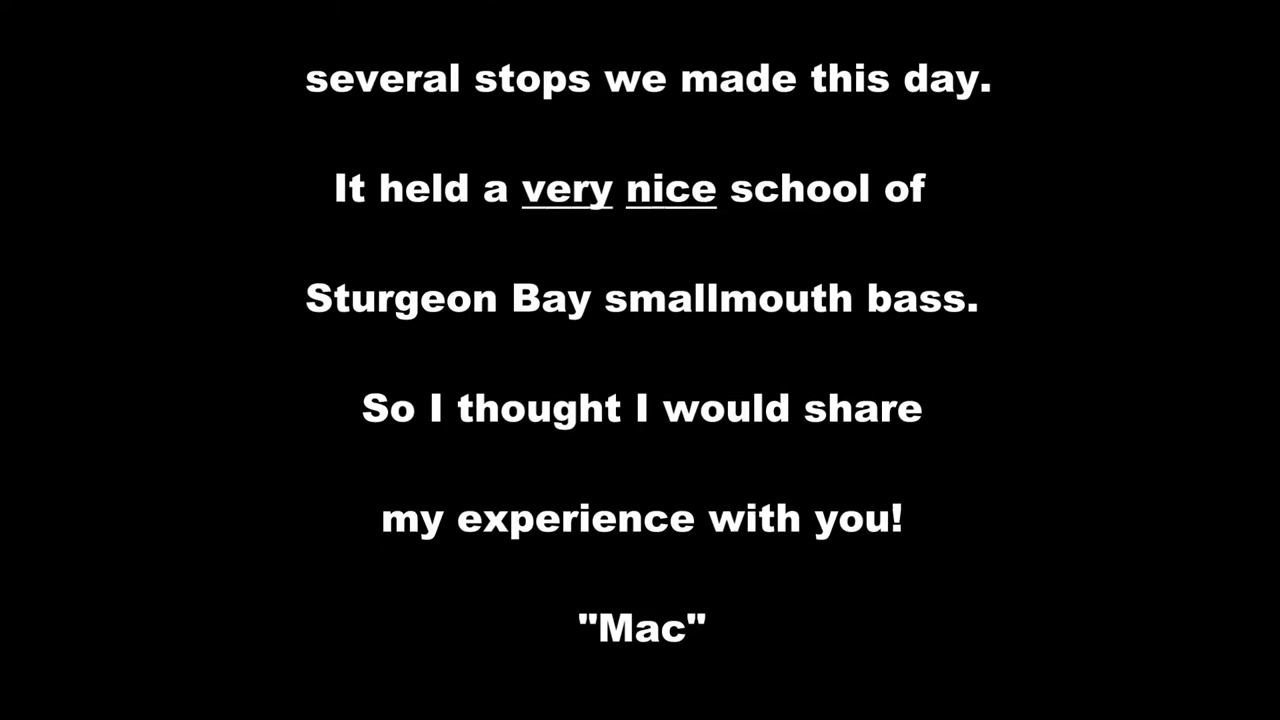 several stops we made this day.
It held a very nice school of
Sturgeon Bay smallmouth bass.
So I thought I would share
my experience with you!
"Mac"